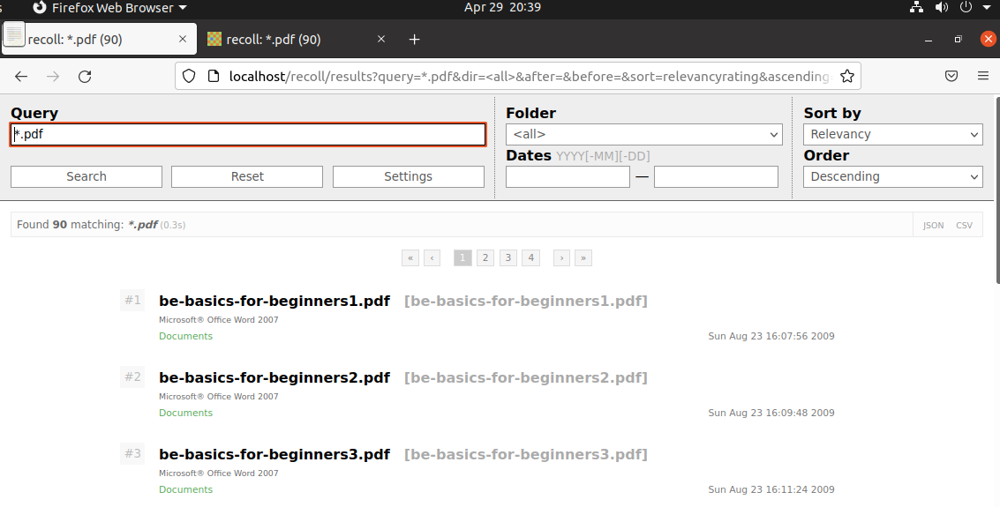 Firefox Web Browser
Apr 29 20:39
recoll: *.pdf (90)
recoll: *.pdf (90)
localhost/recoll/results?query=*.pdf&dir=<all>&after=&before=&sort=relevancyrating&ascending
Query
*.pdf
Search Reset Settings
Folder
<all>
Dates YYYY[-MM][-DD]
—
Sort by
Relevancy
Order
Descending
Found 90 matching: *.pdf (0.3s)
JSON CSV
« ‹ 1 2 3 4 › »
#1 be-basics-for-beginners1.pdf [be-basics-for-beginners1.pdf]
Microsoft® Office Word 2007
Documents Sun Aug 23 16:07:56 2009
#2 be-basics-for-beginners2.pdf [be-basics-for-beginners2.pdf]
Microsoft® Office Word 2007
Documents Sun Aug 23 16:09:48 2009
#3 be-basics-for-beginners3.pdf [be-basics-for-beginners3.pdf]
Microsoft® Office Word 2007
Documents Sun Aug 23 16:11:24 2009